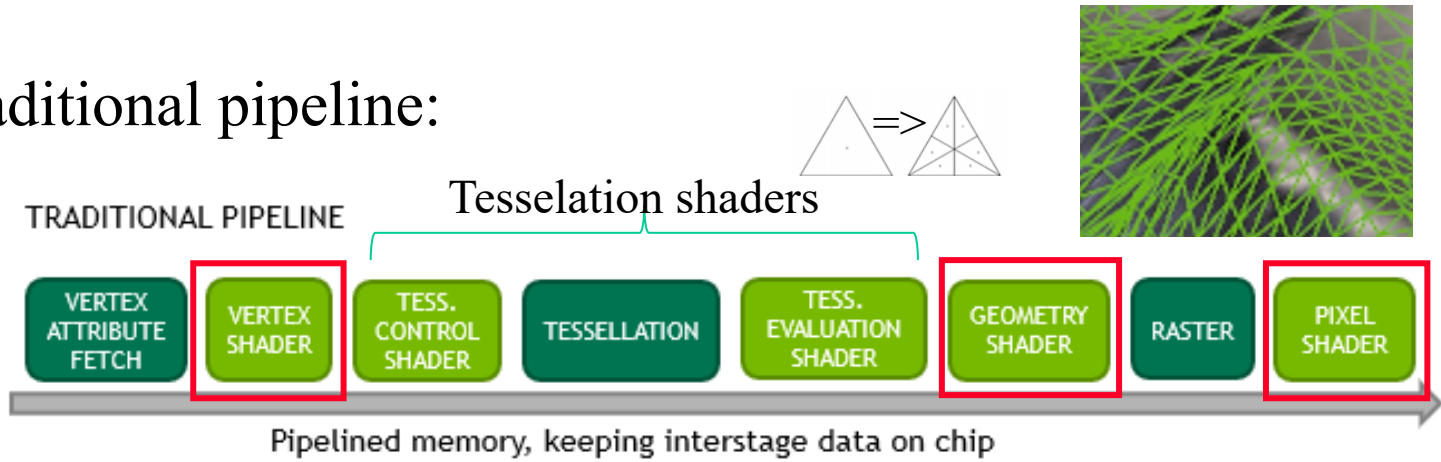 aditional pipeline:
=>
Tesselation shaders
TRADITIONAL PIPELINE
VERTEX
ATTRIBUTE
FETCH
VERTEX
SHADER
TESS.
CONTROL
SHADER
TESSELLATION
TESS.
EVALUATION
SHADER
GEOMETRY
SHADER
RASTER
PIXEL
SHADER
Pipelined memory, keeping interstage data on chip